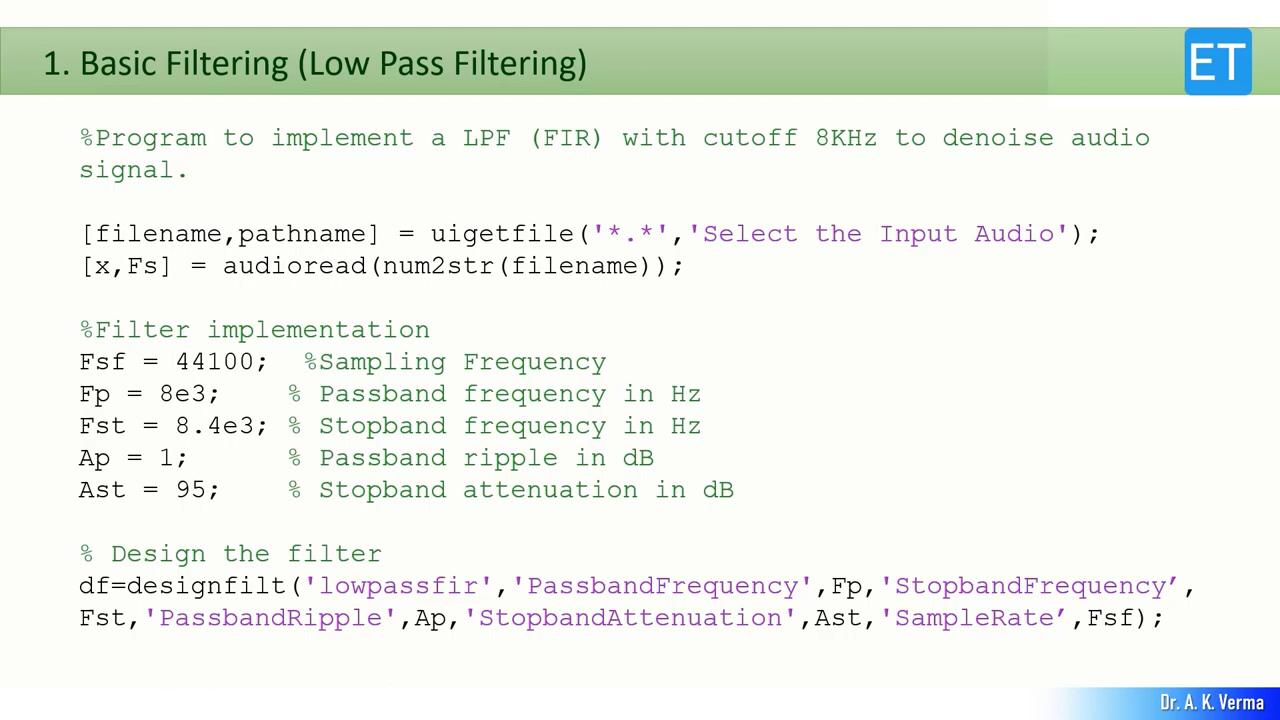 1. Basic Filtering (Low Pass Filtering)
ET
%Program to implement a LPF (FIR) with cutoff 8KHz to denoise audio
signal.
[filename,pathname] = uigetfile('*.*','Select the Input Audio');
[x,Fs] = audioread(num2str(filename));
%Filter implementation
Fsf = 44100;  %Sampling Frequency
Fp = 8e3;    % Passband frequency in Hz
Fst = 8.4e3; % Stopband frequency in Hz
Ap = 1;      % Passband ripple in dB
Ast = 95;    % Stopband attenuation in dB
% Design the filter
df=designfilt('lowpassfir','PassbandFrequency',Fp,'StopbandFrequency’,
Fst,'PassbandRipple',Ap,'StopbandAttenuation',Ast,'SampleRate’,Fsf);
Dr. A. K. Verma